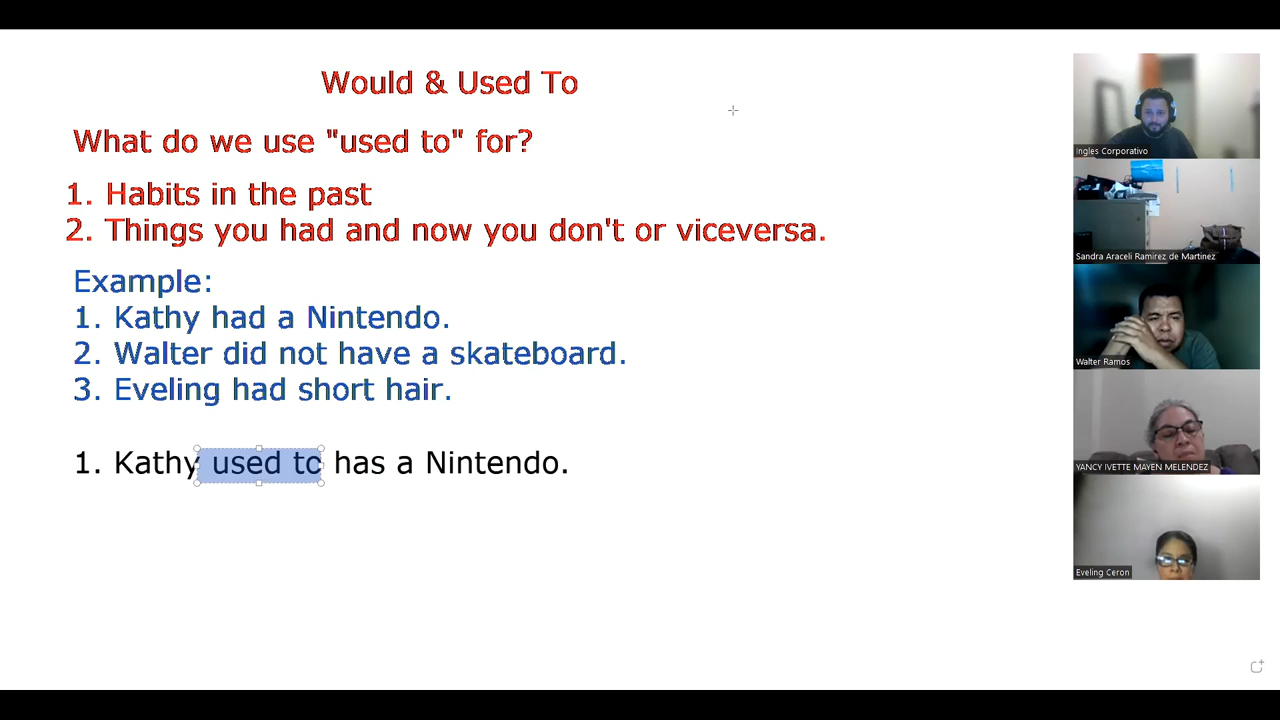 Would & Used To
What do we use "used to" for?
1. Habits in the past
2. Things you had and now you don't or viceversa.
Example:
1. Kathy had a Nintendo.
2. Walter did not have a skateboard.
3. Eveling had short hair.
1. Kathy used to has a Nintendo.
Ingles Corporativo
Sandra Araceli Ramirez de Martinez
Walter Ramos
YANCY IVETTE MAYEN MELENDEZ
Eveling Ceron